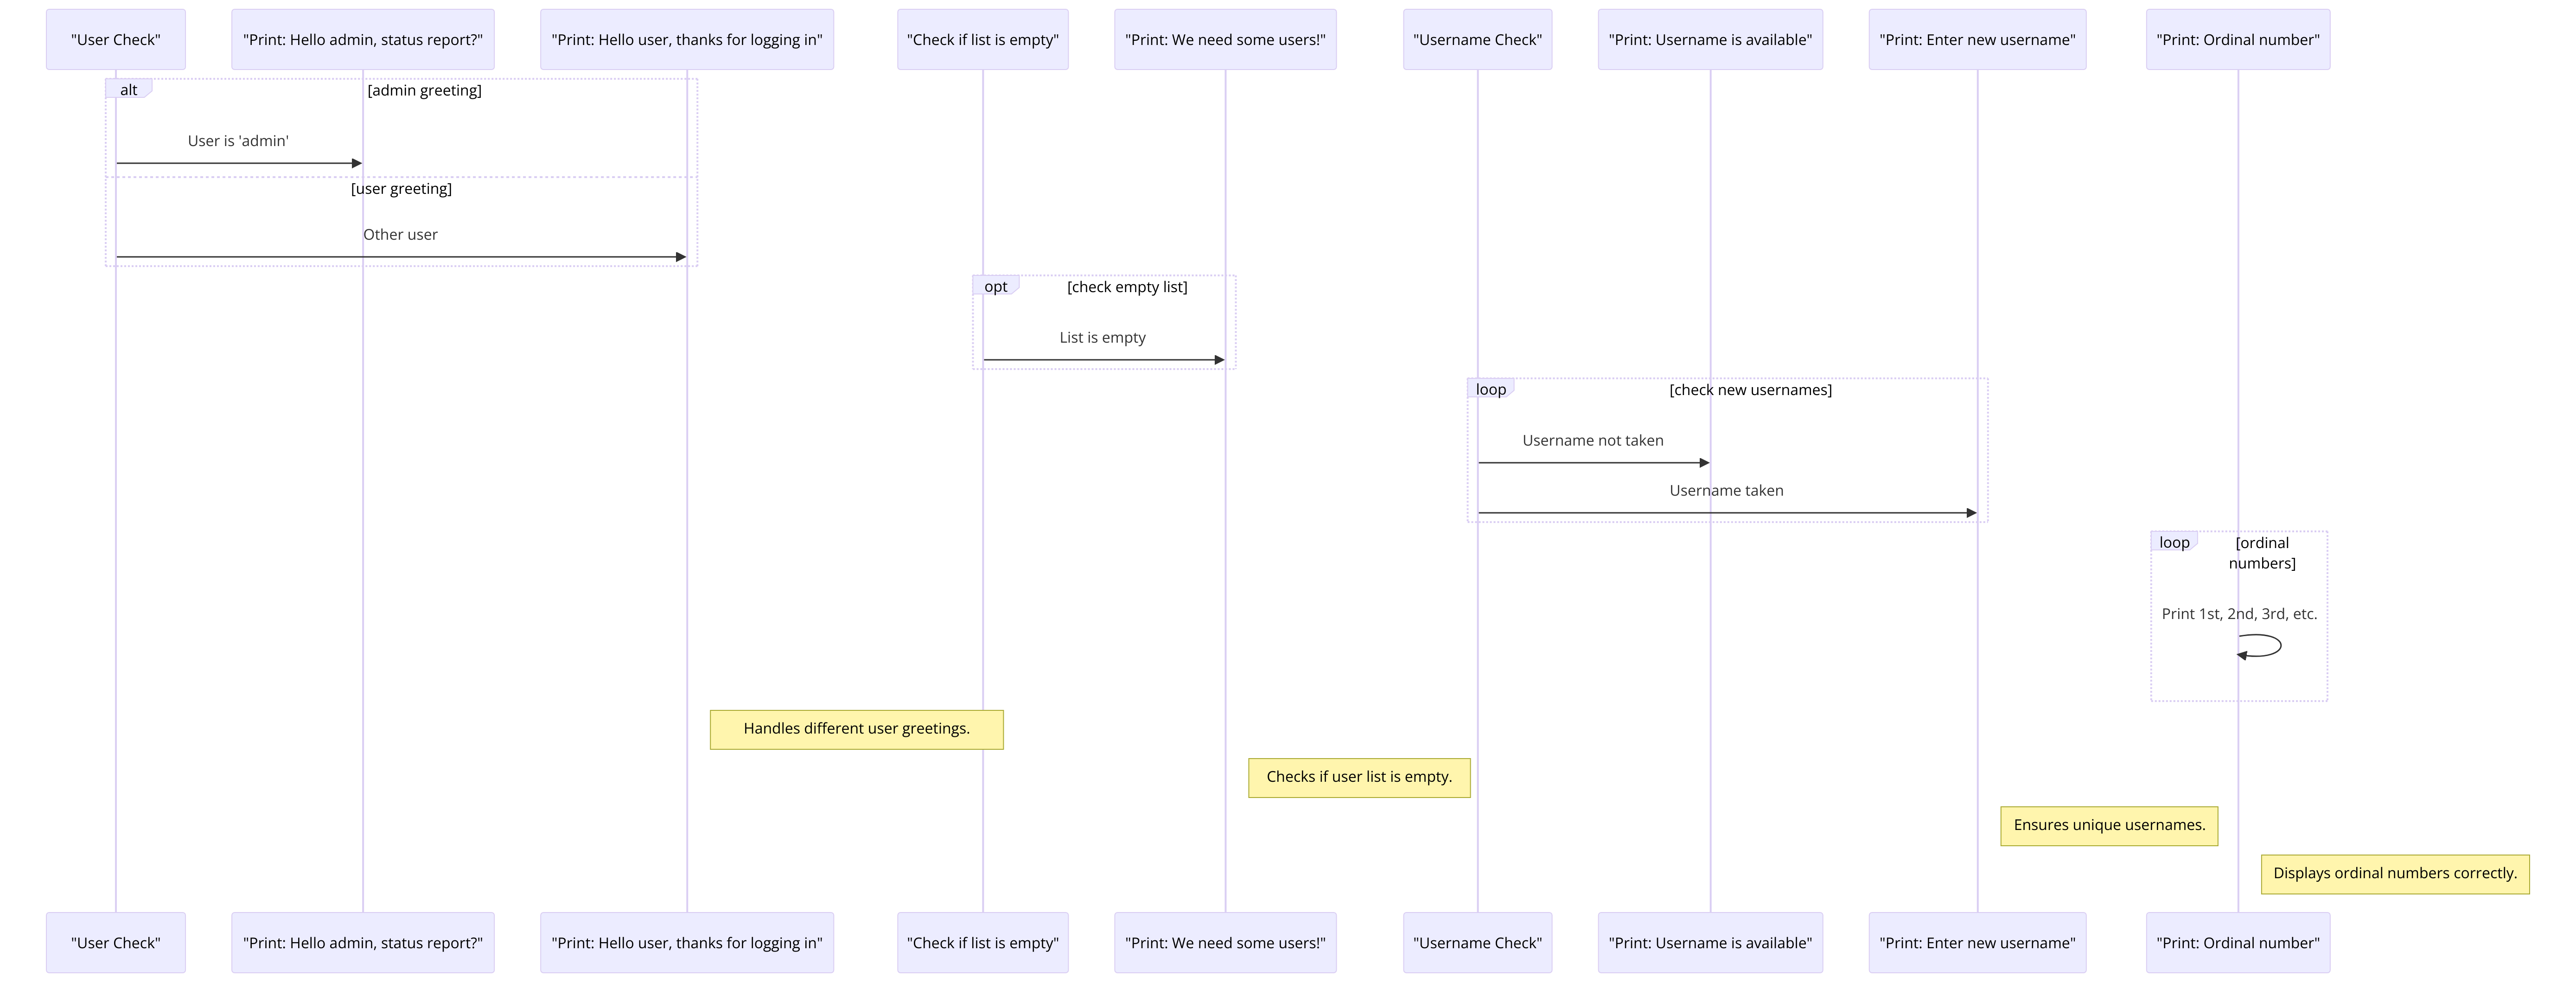 "User Check"
"Print: Hello admin, status report?"
"Print: Hello user, thanks for logging in"
"Check if list is empty"
"Print: We need some users!"
"Username Check"
"Print: Username is available"
"Print: Enter new username"
"Print: Ordinal number"
alt
[admin greeting]
User is 'admin'
[user greeting]
Other user
opt
[check empty list]
List is empty
loop
[check new usernames]
Username not taken
Username taken
loop
[ordinal
numbers]
Print 1st, 2nd, 3rd, etc.
Handles different user greetings.
Checks if user list is empty.
Ensures unique usernames.
Displays ordinal numbers correctly.
"User Check"
"Print: Hello admin, status report?"
"Print: Hello user, thanks for logging in"
"Check if list is empty"
"Print: We need some users!"
"Username Check"
"Print: Username is available"
"Print: Enter new username"
"Print: Ordinal number"